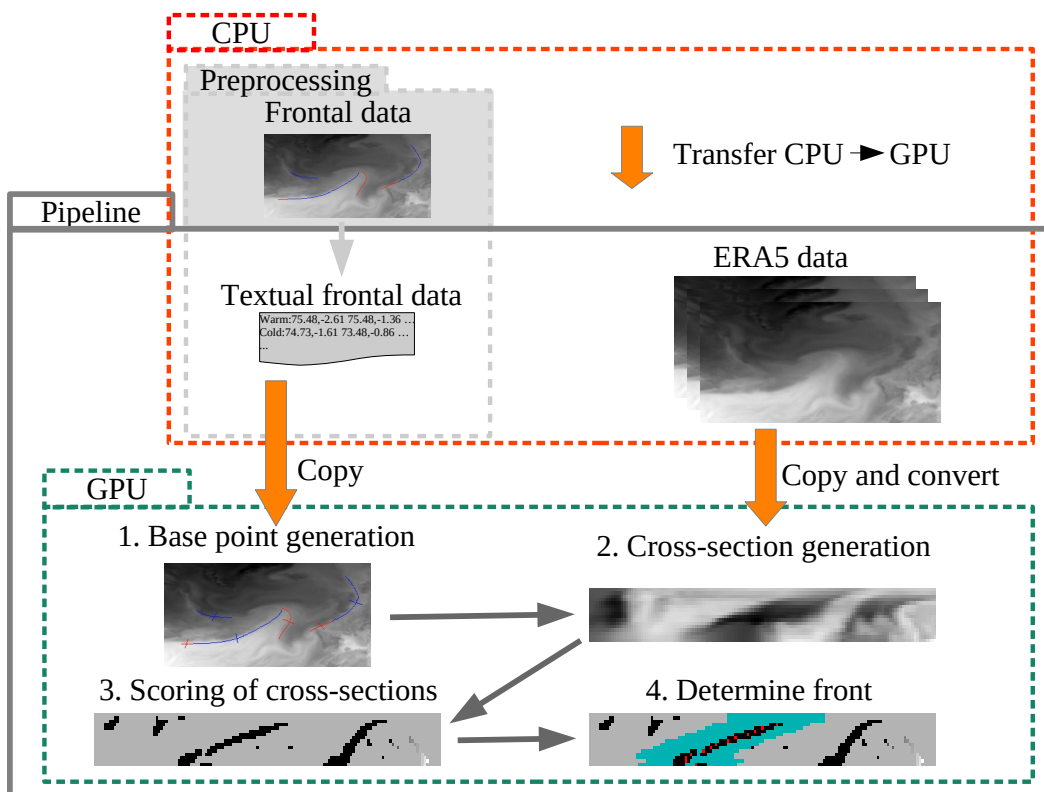 CPU
Preprocessing
Frontal data
Transfer CPU GPU
Pipeline
ERA5 data
Textual frontal data
Warm:75.48,-2.61 75.48,-1.36 ...
Cold:74.73,-1.61 73.48,-0.86 ...
...
Copy
Copy and convert
GPU
1. Base point generation
2. Cross-section generation
3. Scoring of cross-sections
4. Determine front